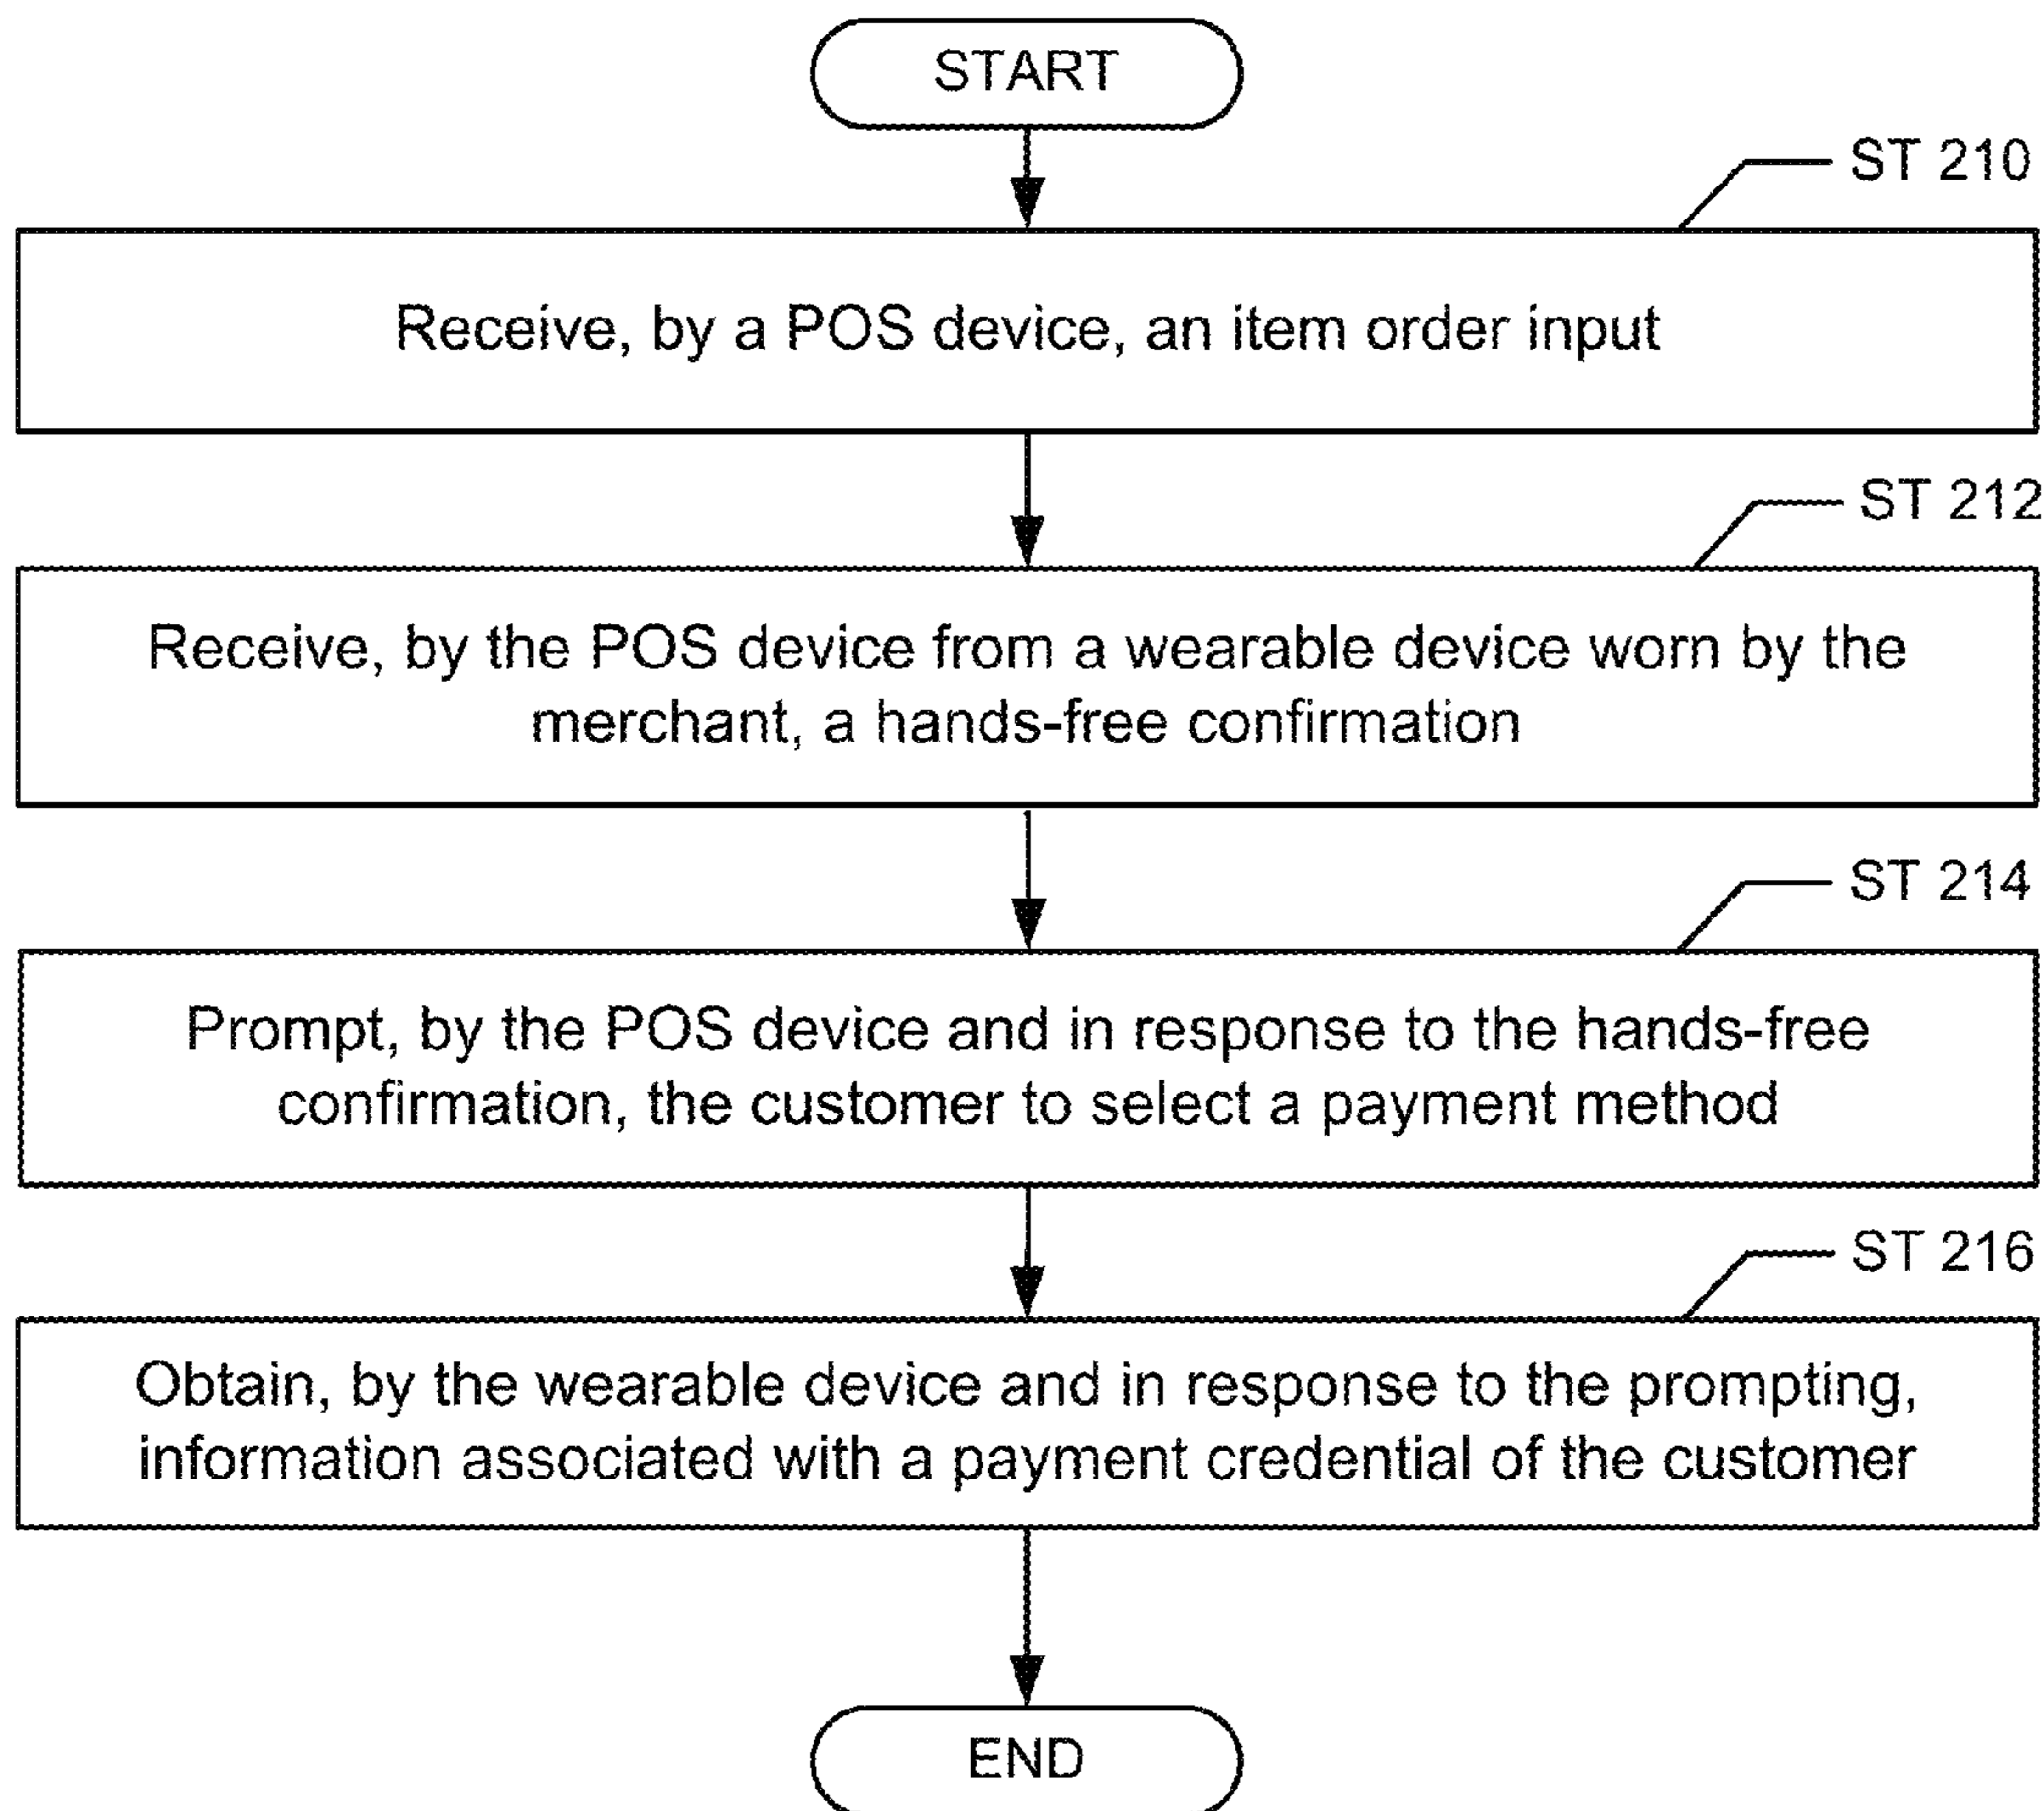 START
ST 210
Receive, by a POS device, an item order input
ST 212
Receive, by the POS device from a wearable device worn by the
merchant, a hands-free confirmation
ST 214
Prompt, by the POS device and in response to the hands-free
confirmation, the customer to select a payment method
ST 216
Obtain, by the wearable device and in response to the prompting,
information associated with a payment credential of the customer
END